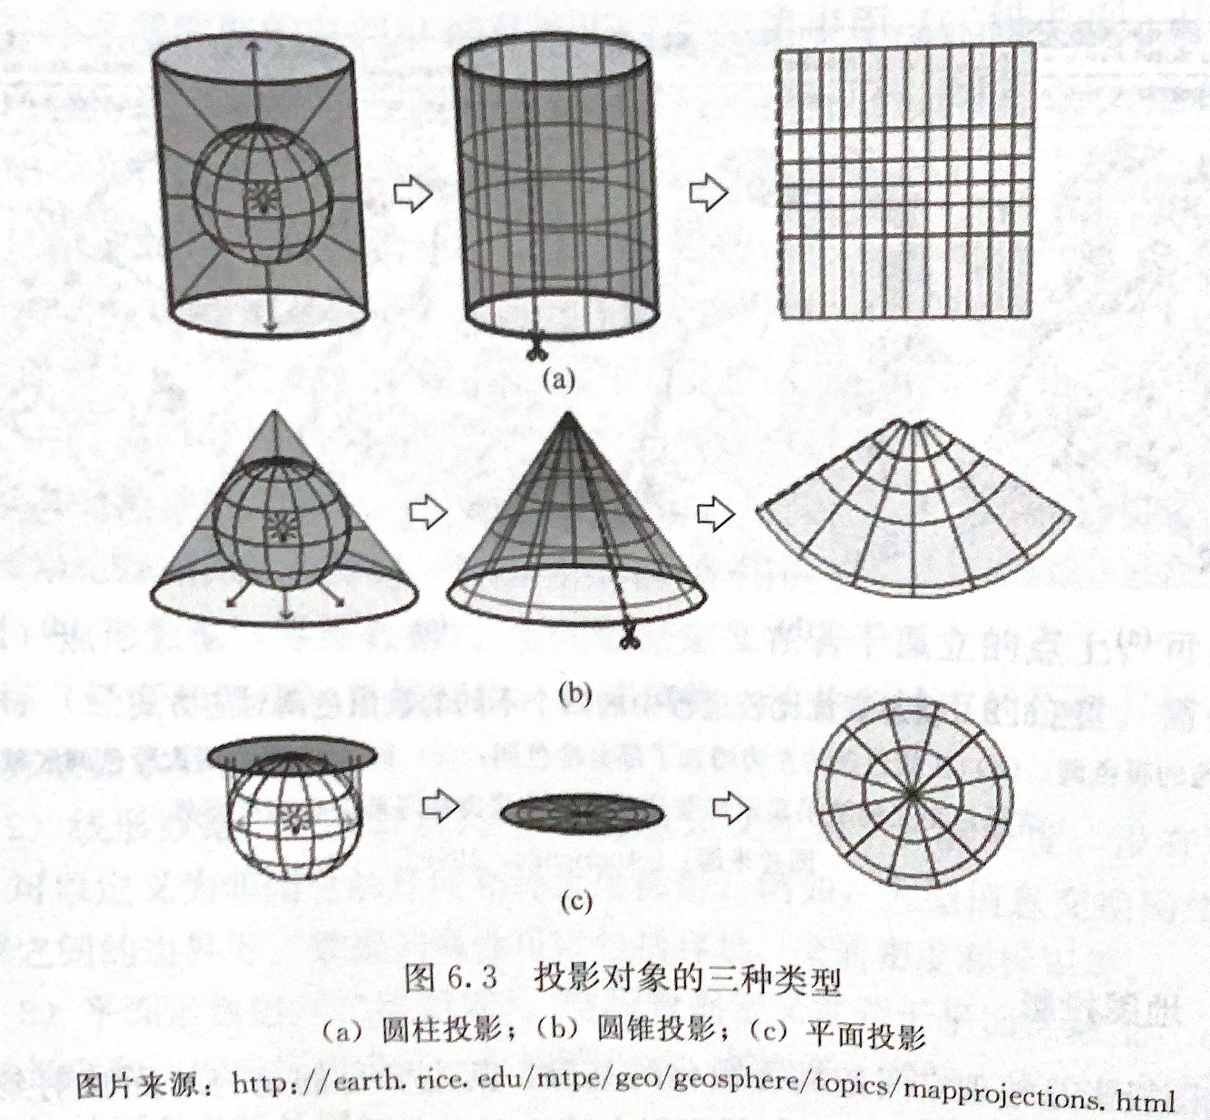 (a)
(b)
(c)
图 6.3 投影对象的三种类型
(a) 圆柱投影；(b) 圆锥投影；(c) 平面投影
图片来源：http://earth.rice.edu/mtpe/geo/geosphere/topics/mapprojections.html